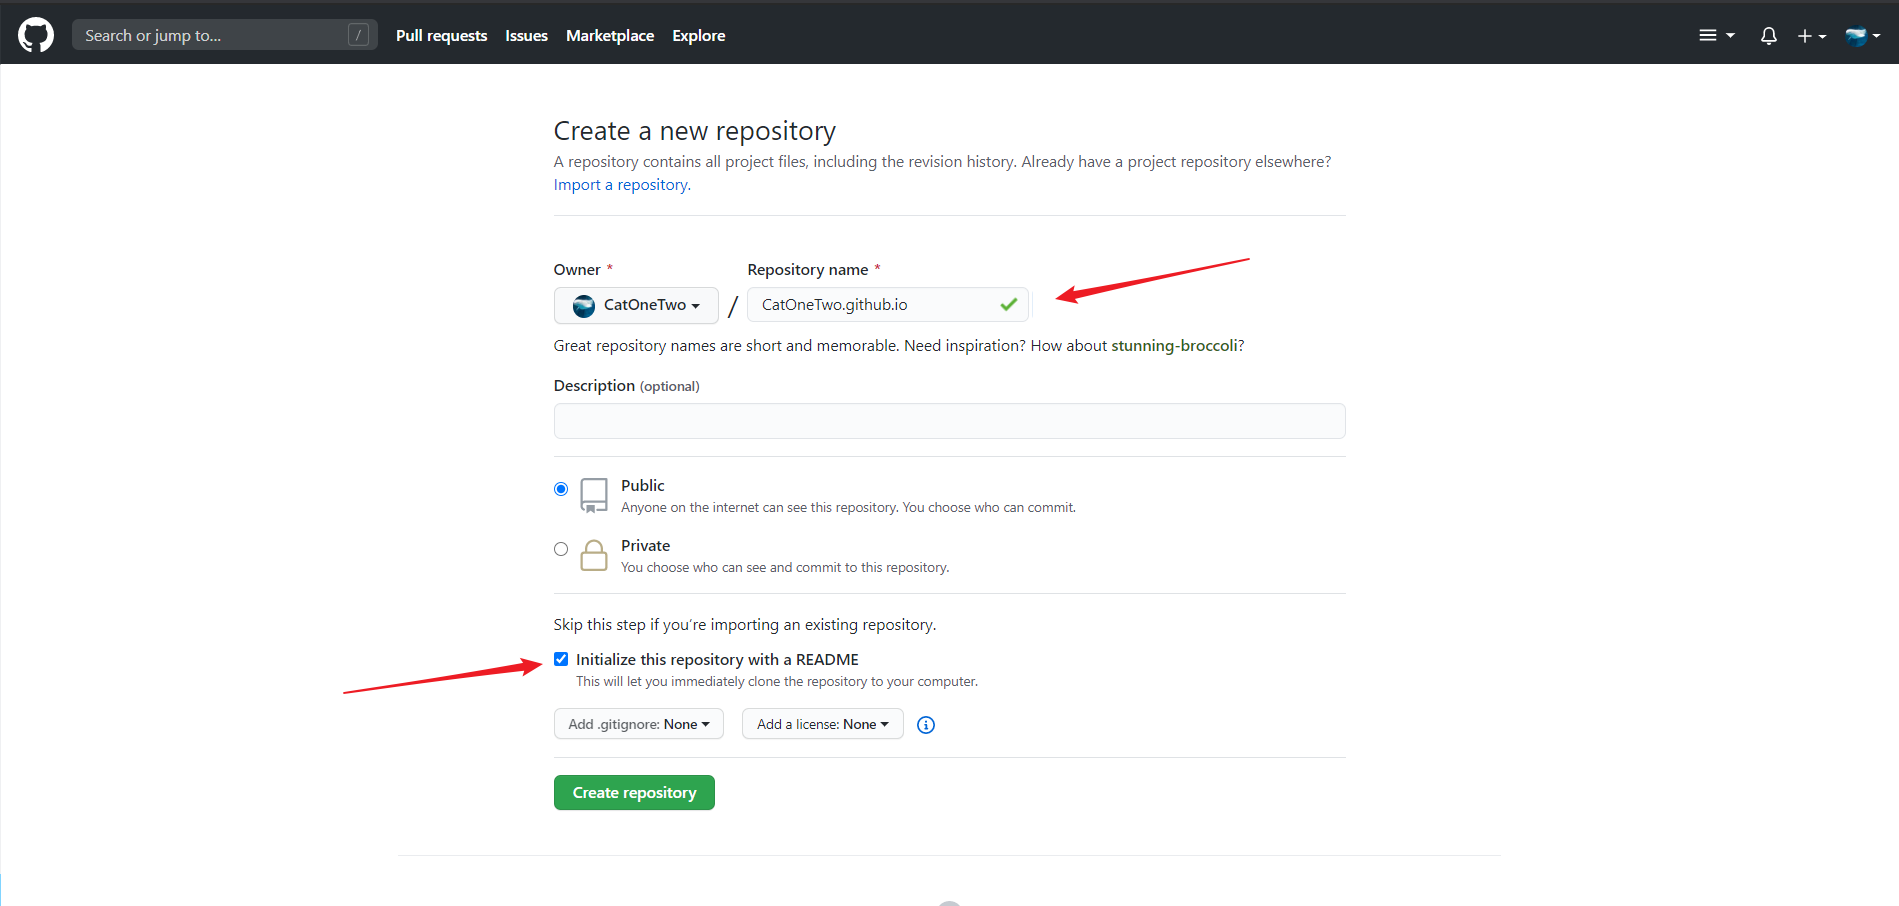 Search or jump to... /
Pull requests Issues Marketplace Explore
Create a new repository
A repository contains all project files, including the revision history. Already have a project repository elsewhere?
Import a repository.
Owner * Repository name *
CatOneTwo / CatOneTwo.github.io
Great repository names are short and memorable. Need inspiration? How about stunning-broccoli?
Description (optional)
Public
Anyone on the internet can see this repository. You choose who can commit.
Private
You choose who can see and commit to this repository.
Skip this step if you’re importing an existing repository.
Initialize this repository with a README
This will let you immediately clone the repository to your computer.
Add .gitignore: None Add a license: None
Create repository